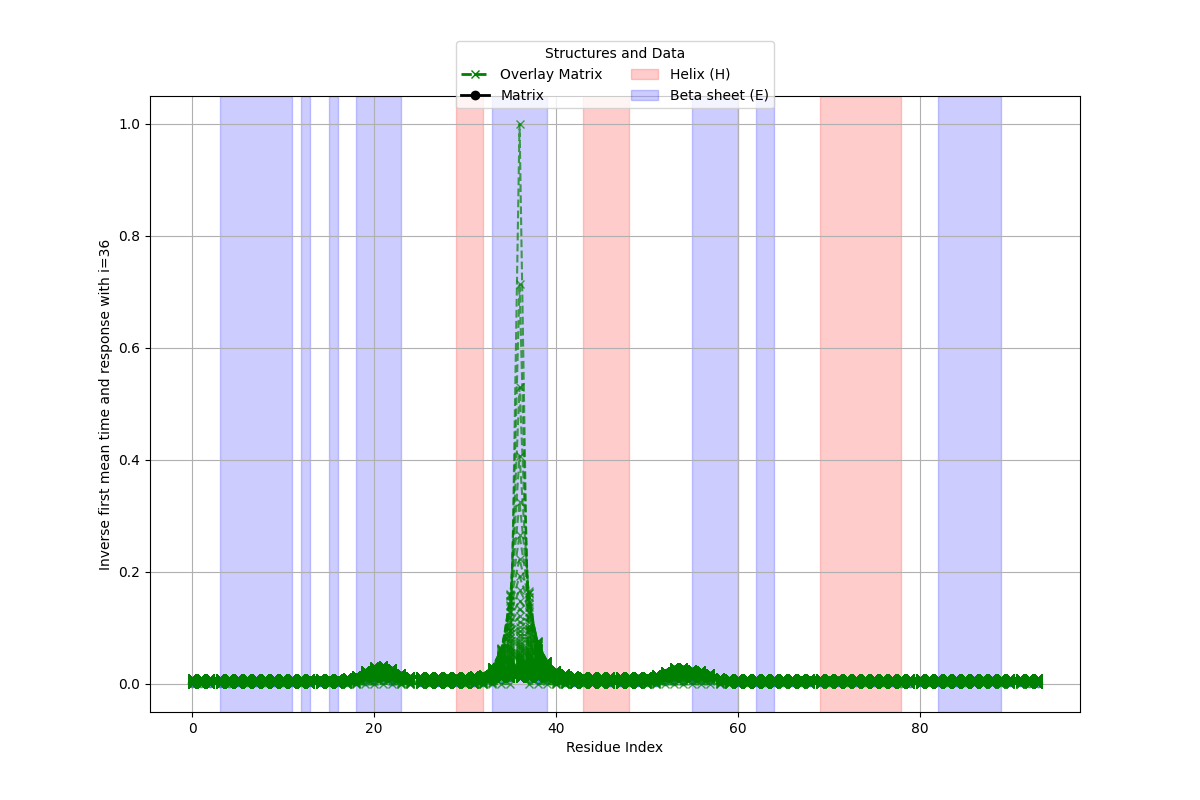 Structures and Data
Overlay Matrix
Matrix
Helix (H)
Beta sheet (E)
1.0
0.8
0.6
0.4
0.2
0.0
Inverse first mean time and response with i=36
0 20 40 60 80
Residue Index